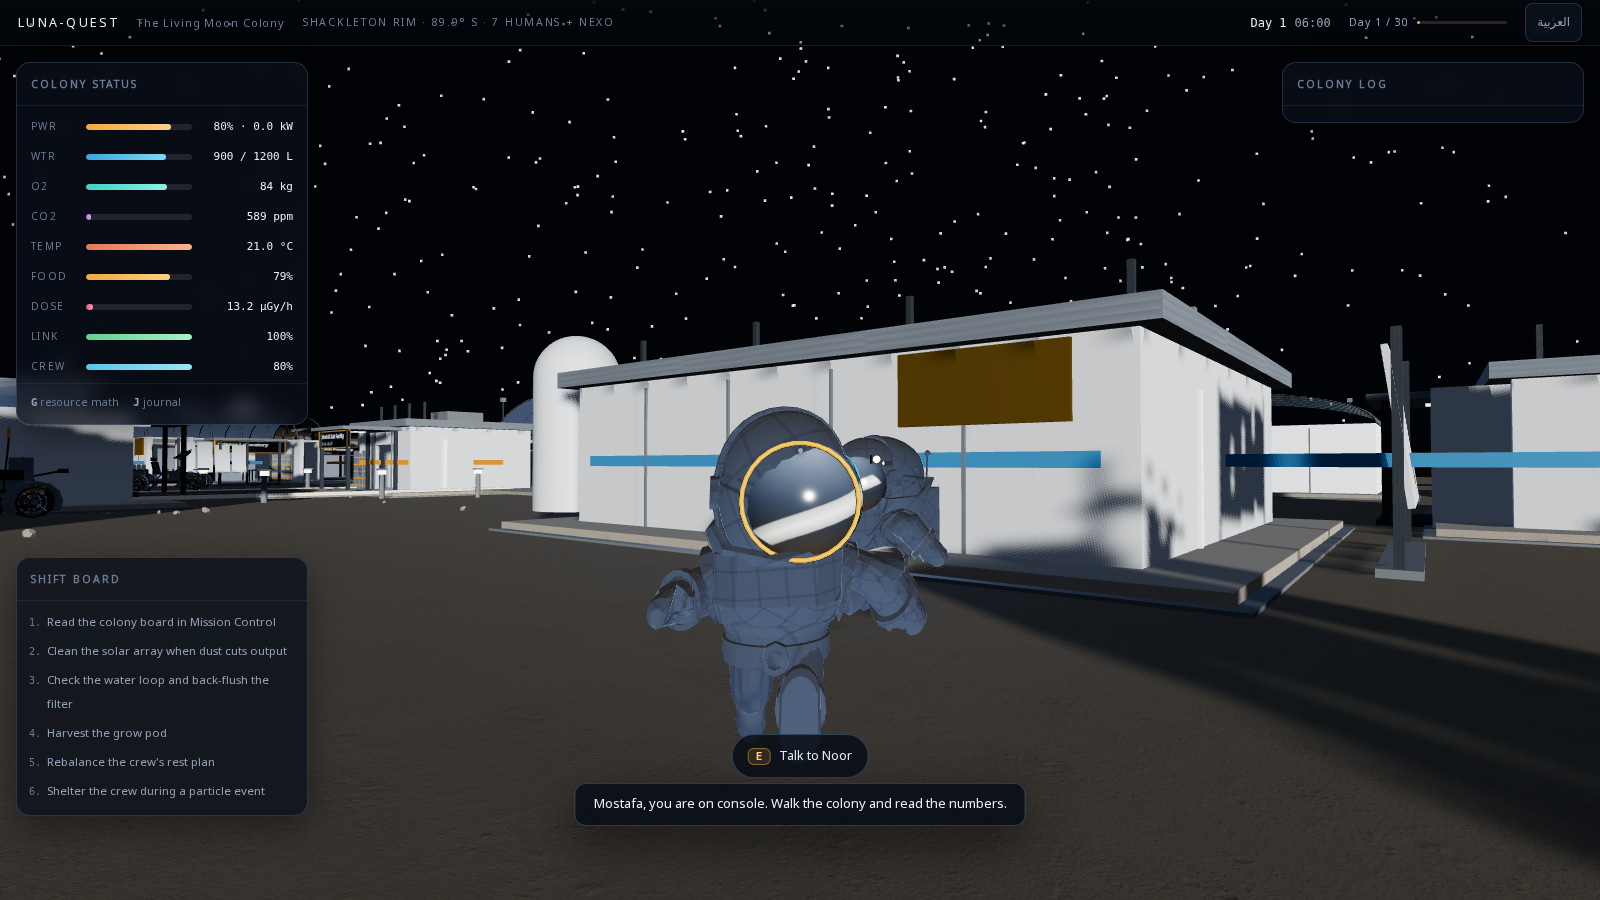 LUNA-QUEST The Living Moon Colony SHACKLETON RIM · 89.9° S · 7 HUMANS + NEXO Day 1 06:00 Day 1 / 30 العربية
COLONY STATUS
PWR 80% · 0.0 kW
WTR 900 / 1200 L
O2 84 kg
CO2 589 ppm
TEMP 21.0 °C
FOOD 79%
DOSE 13.2 µGy/h
LINK 100%
CREW 80%
G resource math J journal
COLONY LOG
SHIFT BOARD
1. Read the colony board in Mission Control
2. Clean the solar array when dust cuts output
3. Check the water loop and back-flush the
filter
4. Harvest the grow pod
5. Rebalance the crew's rest plan
6. Shelter the crew during a particle event
E Talk to Noor
Mostafa, you are on console. Walk the colony and read the numbers.